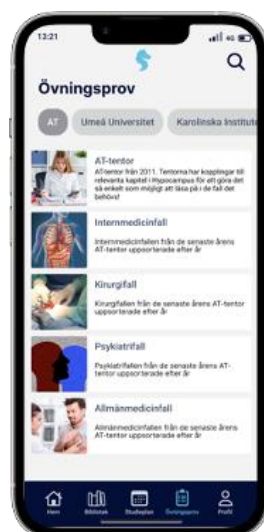 13:21
4G
Övningsprov
AT
Umeå Universitet
Karolinska Institute
AT-tentor
AT-tentor från 2011. Tentorna har kopplingar till
relevanta kapitel i Hypocampus för ett göra det
så enkelt som möjligt att läsa på i de fall det
behövs!
Internmedicinfall
Internmedicinfallen från de senaste årens
AT-tentor uppsorterade efter år
Kirurgifall
Kirurgifallen från de senaste årens AT-tentor
uppsorterade efter år
Psykiatrifall
Psykiatrifallen från de senaste årens AT-
tentor uppsorterade efter år
Allmänmedicinfall
Allmänmedicinfallen från de senaste årens
AT-tentor uppsorterade efter år
Hem
Bibliotek
Studieplan
Övningsprov
Profil